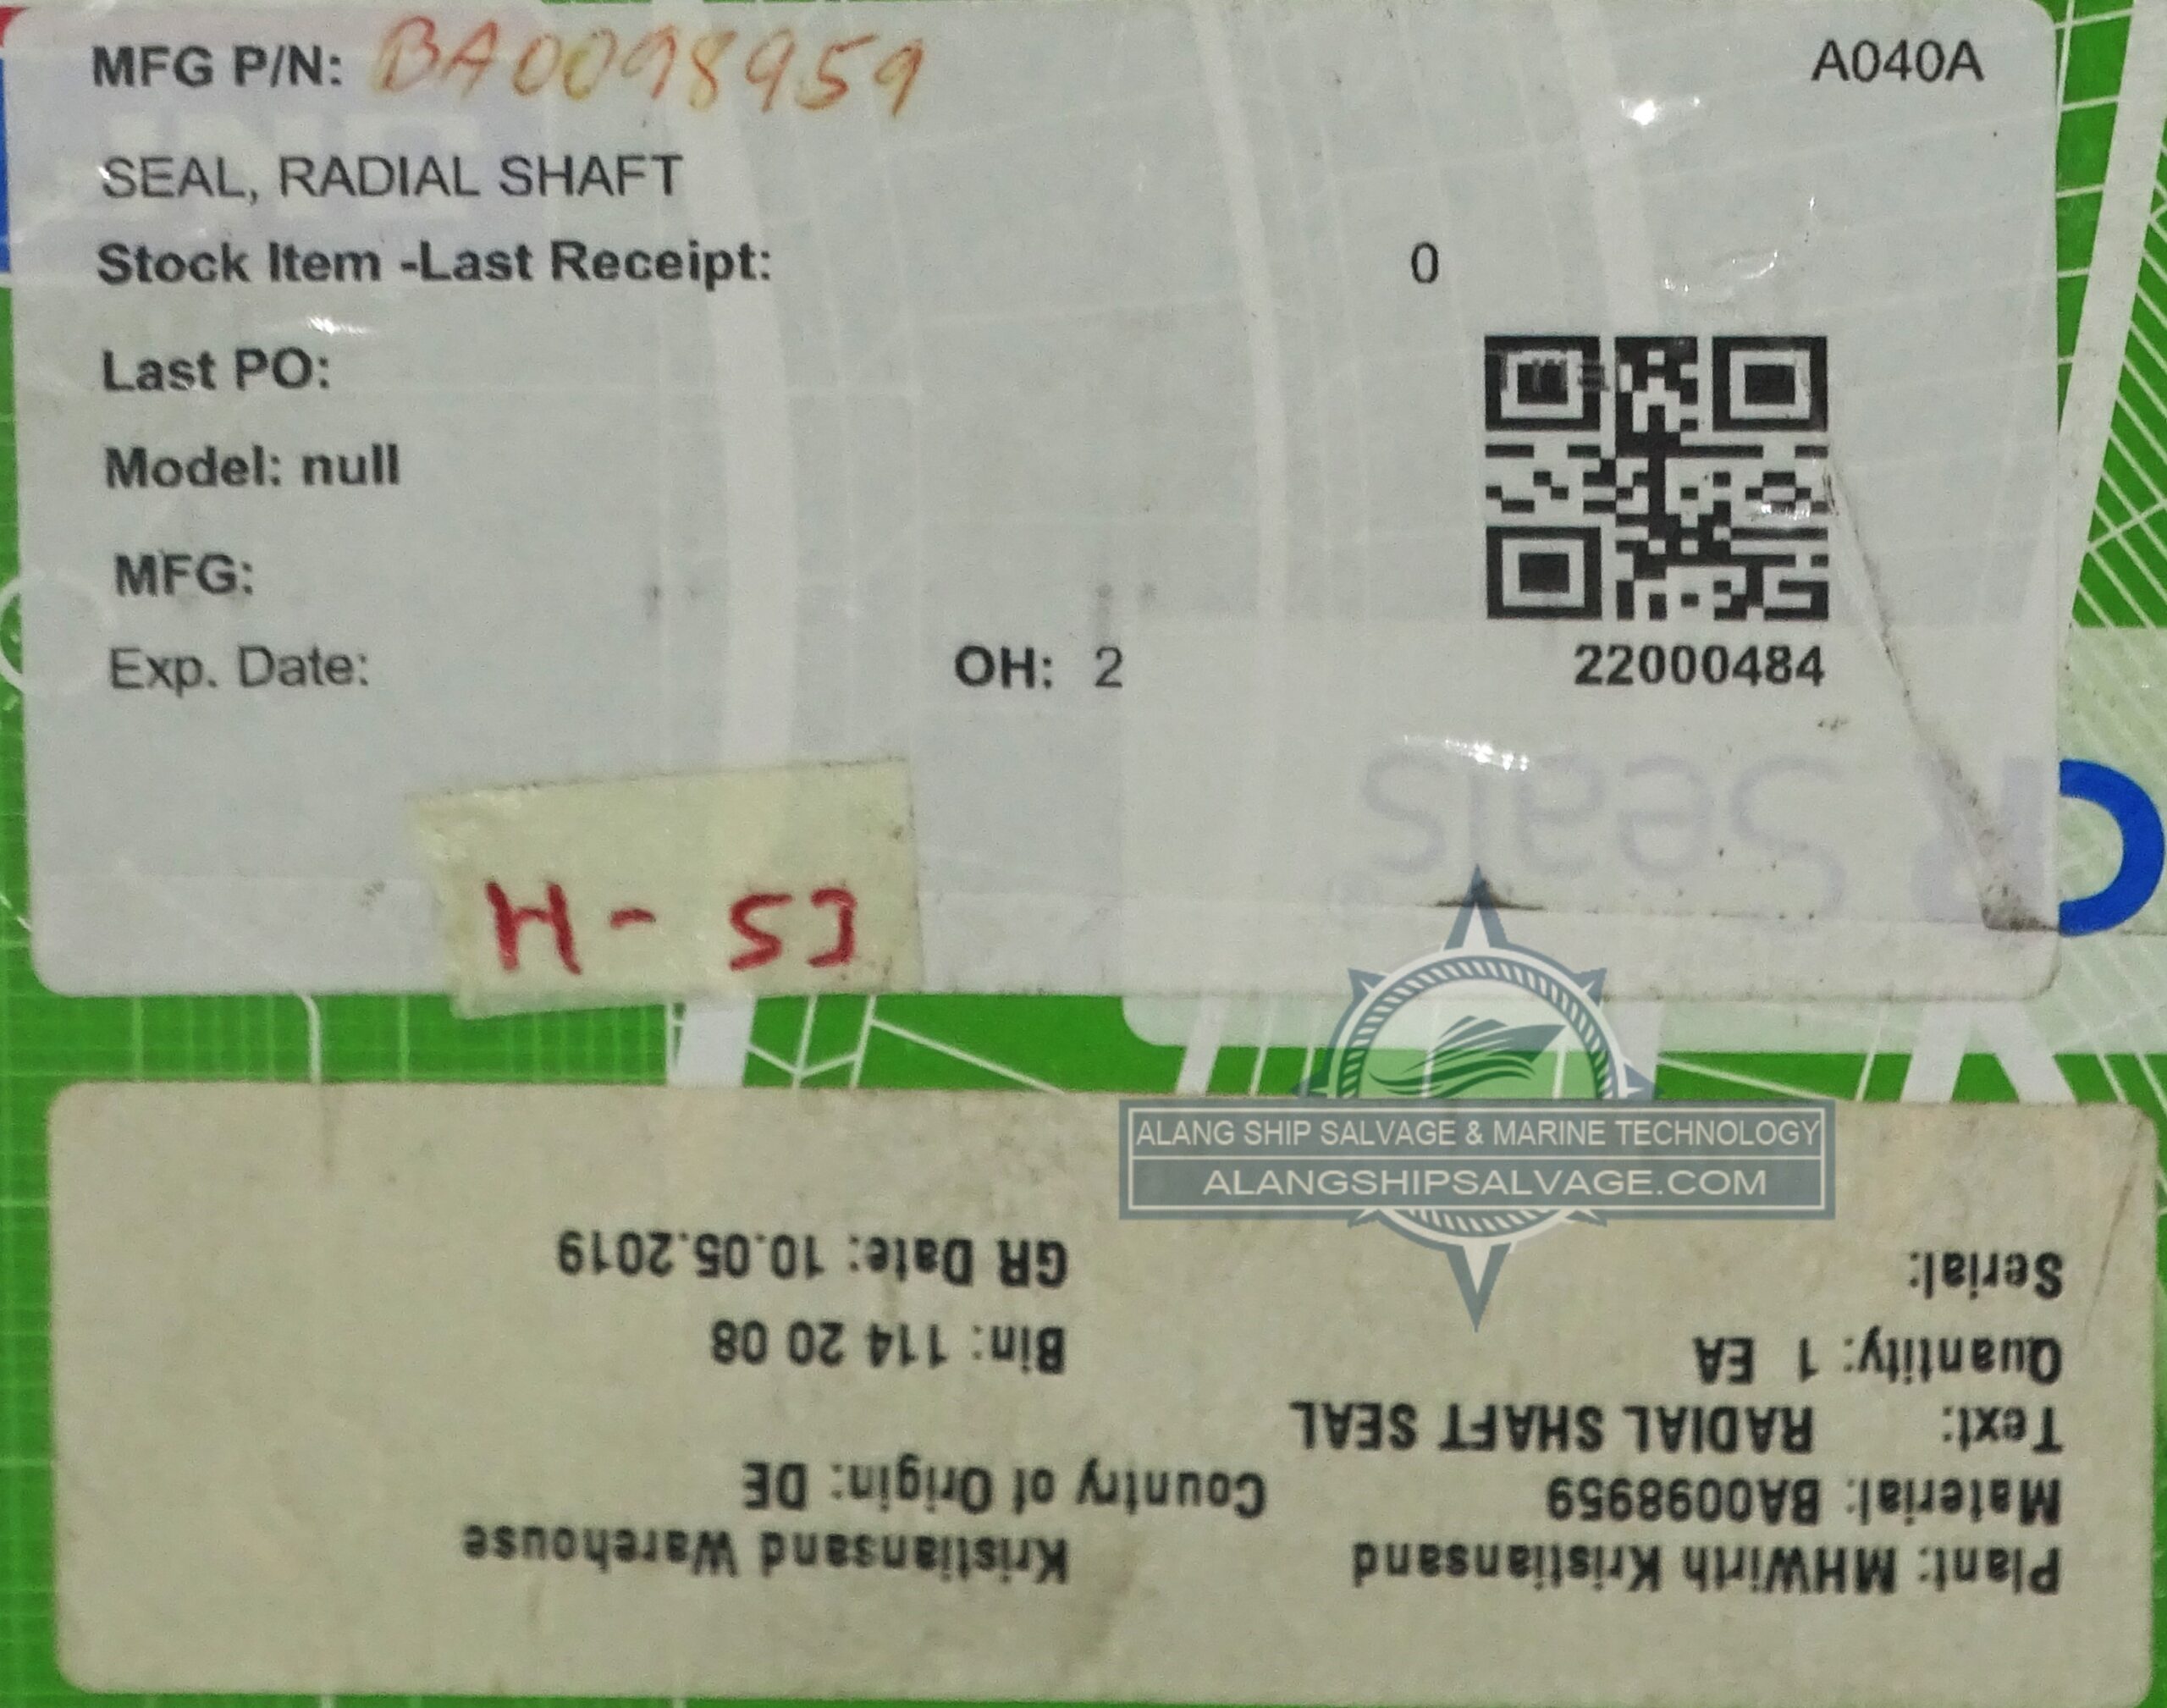 MFG P/N: BA0098959
A040A
SEAL, RADIAL SHAFT
Stock Item -Last Receipt:
0
Last PO:
Model: null
MFG:
Exp. Date:
OH: 2
22000484
Seals
ALANG SHIP SALVAGE & MARINE TECHNOLOGY
ALANGSHIPSALVAGE.COM
Plant: MHWirth Kristiansand
Kristiansand Warehouse
Material: BA0098959
Country of Origin: DE
Text: RADIAL SHAFT SEAL
Quantity: 1 EA
Bin: 114 20 08
Serial:
GR Date: 10.05.2019